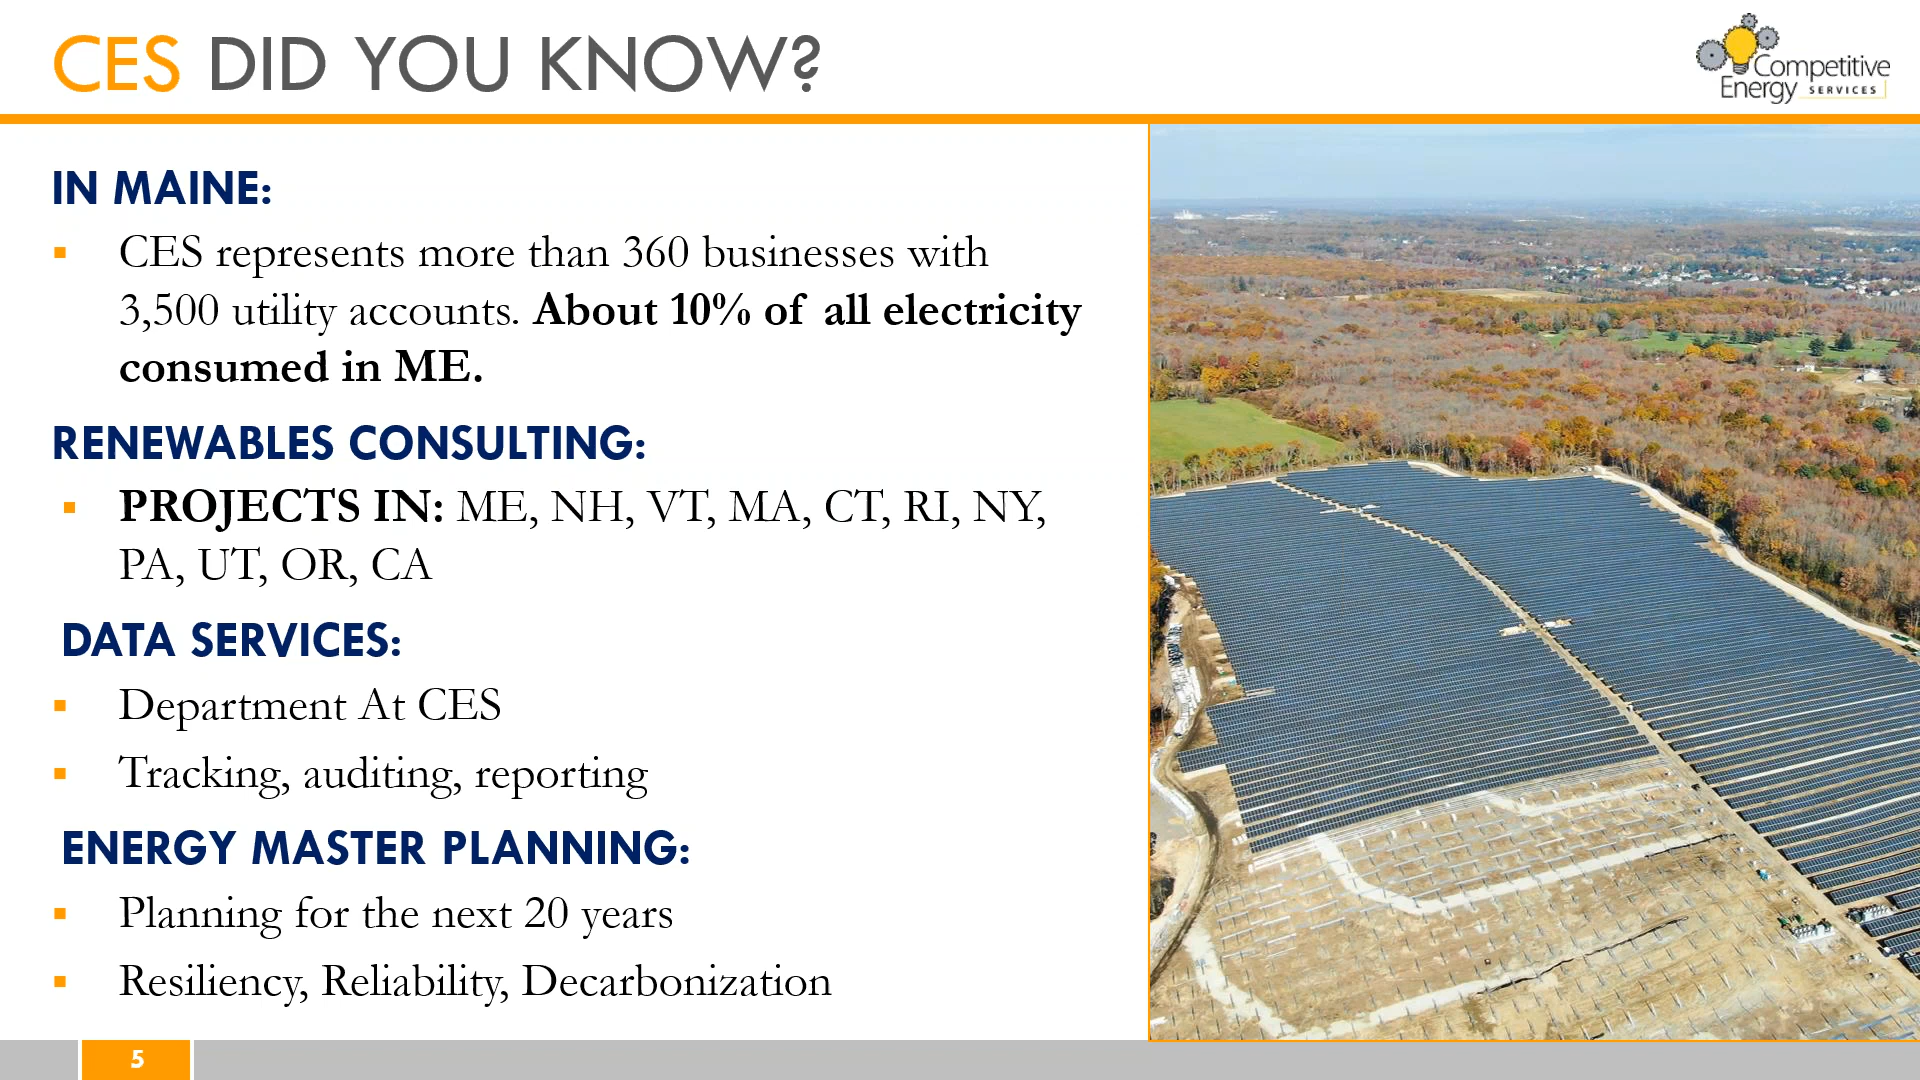 CES DID YOU KNOW?
Competitive
Energy SERVICES
IN MAINE:
▪ CES represents more than 360 businesses with
3,500 utility accounts. About 10% of all electricity
consumed in ME.
RENEWABLES CONSULTING:
▪ PROJECTS IN: ME, NH, VT, MA, CT, RI, NY,
PA, UT, OR, CA
DATA SERVICES:
▪ Department At CES
▪ Tracking, auditing, reporting
ENERGY MASTER PLANNING:
▪ Planning for the next 20 years
▪ Resiliency, Reliability, Decarbonization
5